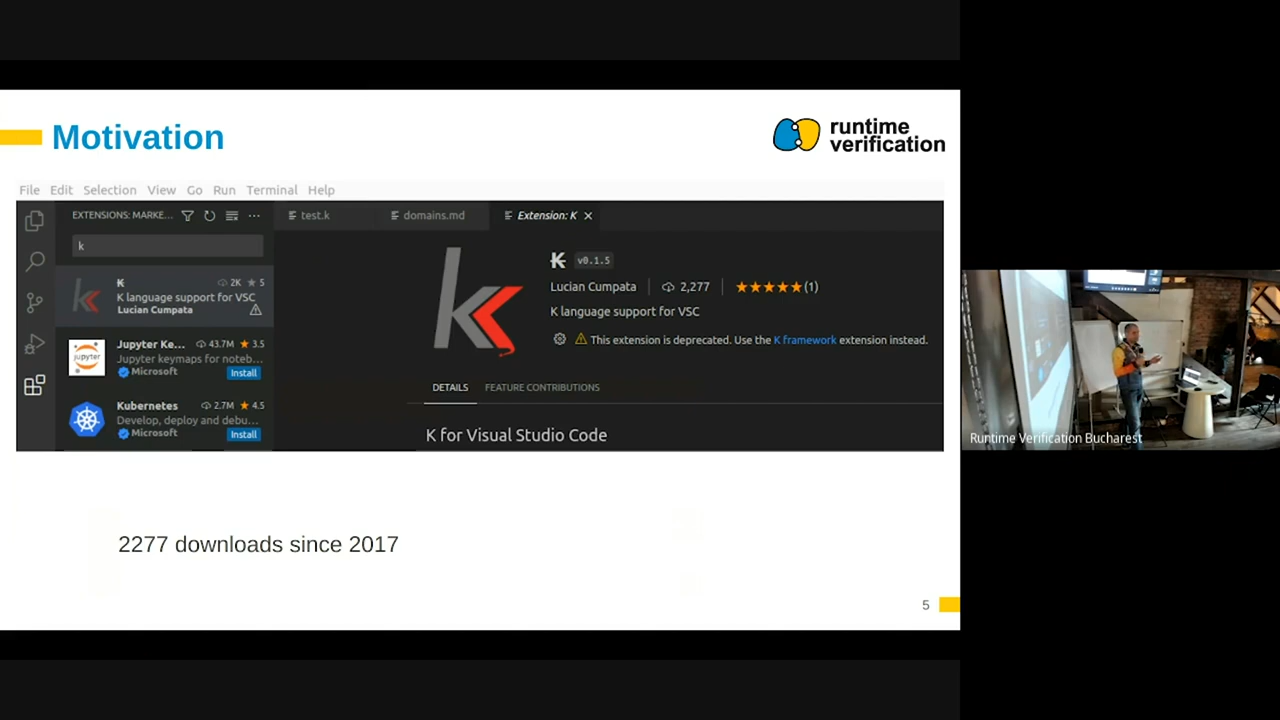 Motivation
runtime
verification
File Edit Selection View Go Run Terminal Help
EXTENSIONS: MARKE... ···
test.k domains.md Extension: K ×
k
K 2K ★ 5
K language support for VSC
Lucian Cumpata
Jupyter Ke... 43.7M ★ 3.5
Jupyter keymaps for noteb...
Microsoft Install
Kubernetes 2.7M ★ 4.5
Develop, deploy and debu...
Microsoft Install
K v0.1.5
Lucian Cumpata | 2,277 | ★★★★★(1)
K language support for VSC
This extension is deprecated. Use the K framework extension instead.
DETAILS FEATURE CONTRIBUTIONS
K for Visual Studio Code
jupyter
2277 downloads since 2017
5
Runtime Verification Bucharest